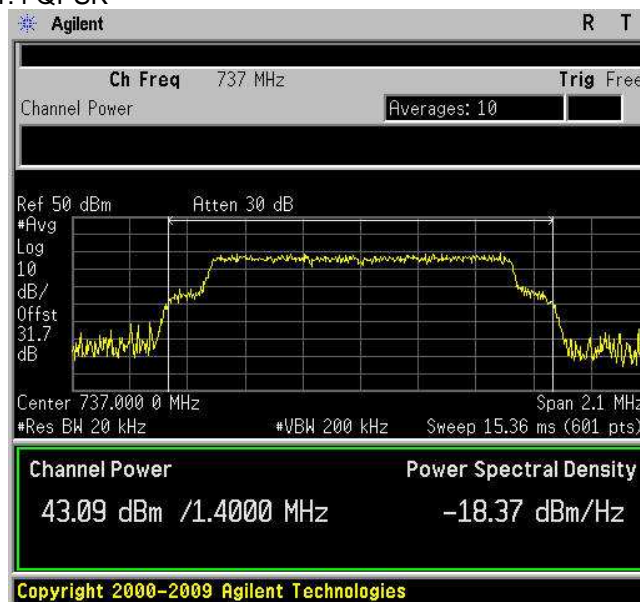 Agilent R T
Ch Freq 737 MHz Trig Free
Channel Power Averages: 10
Ref 50 dBm Atten 30 dB
#Avg
Log
10
dB/
Offst
31.7
dB
Center 737.000 0 MHz Span 2.1 MHz
#Res BW 20 kHz #VBW 200 kHz Sweep 15.36 ms (601 pts)
Channel Power Power Spectral Density
43.09 dBm /1.4000 MHz -18.37 dBm/Hz
Copyright 2000-2009 Agilent Technologies